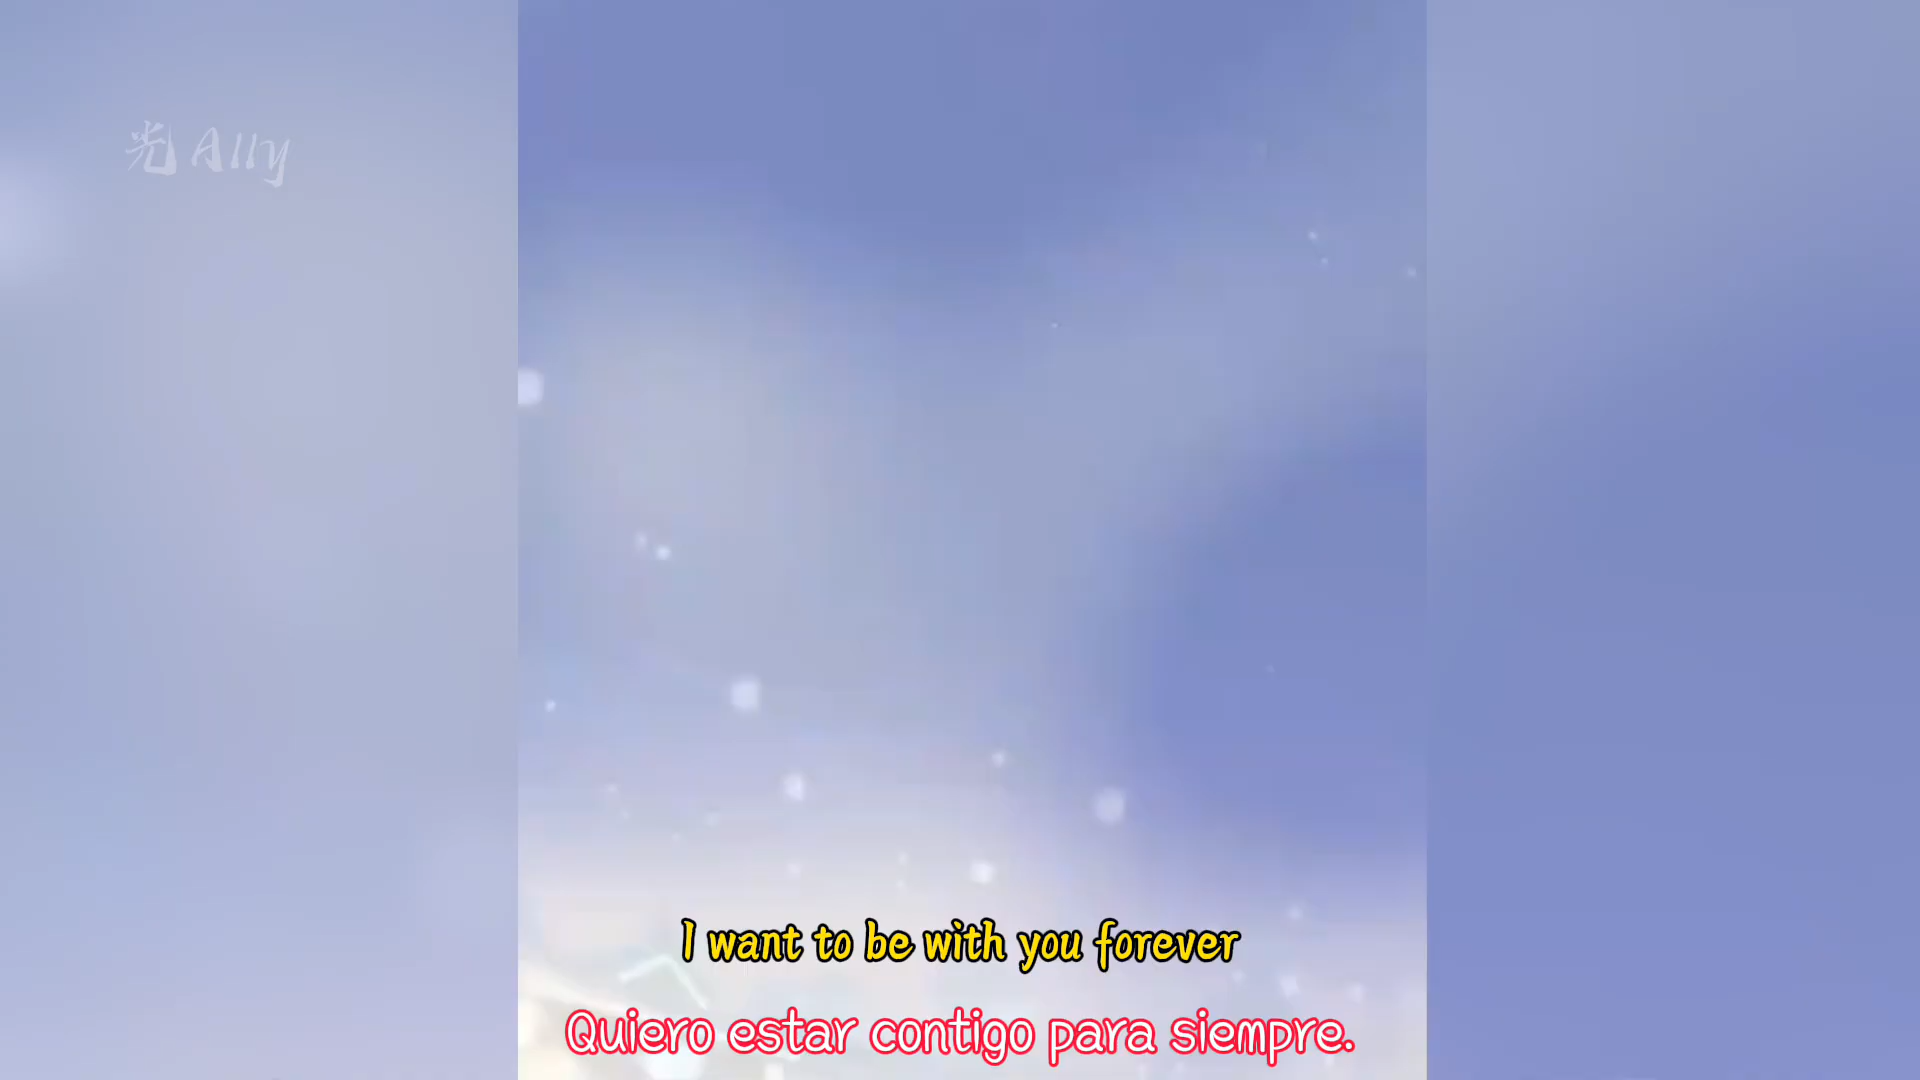 光 Ally
I want to be with you forever
Quiero estar contigo para siempre.